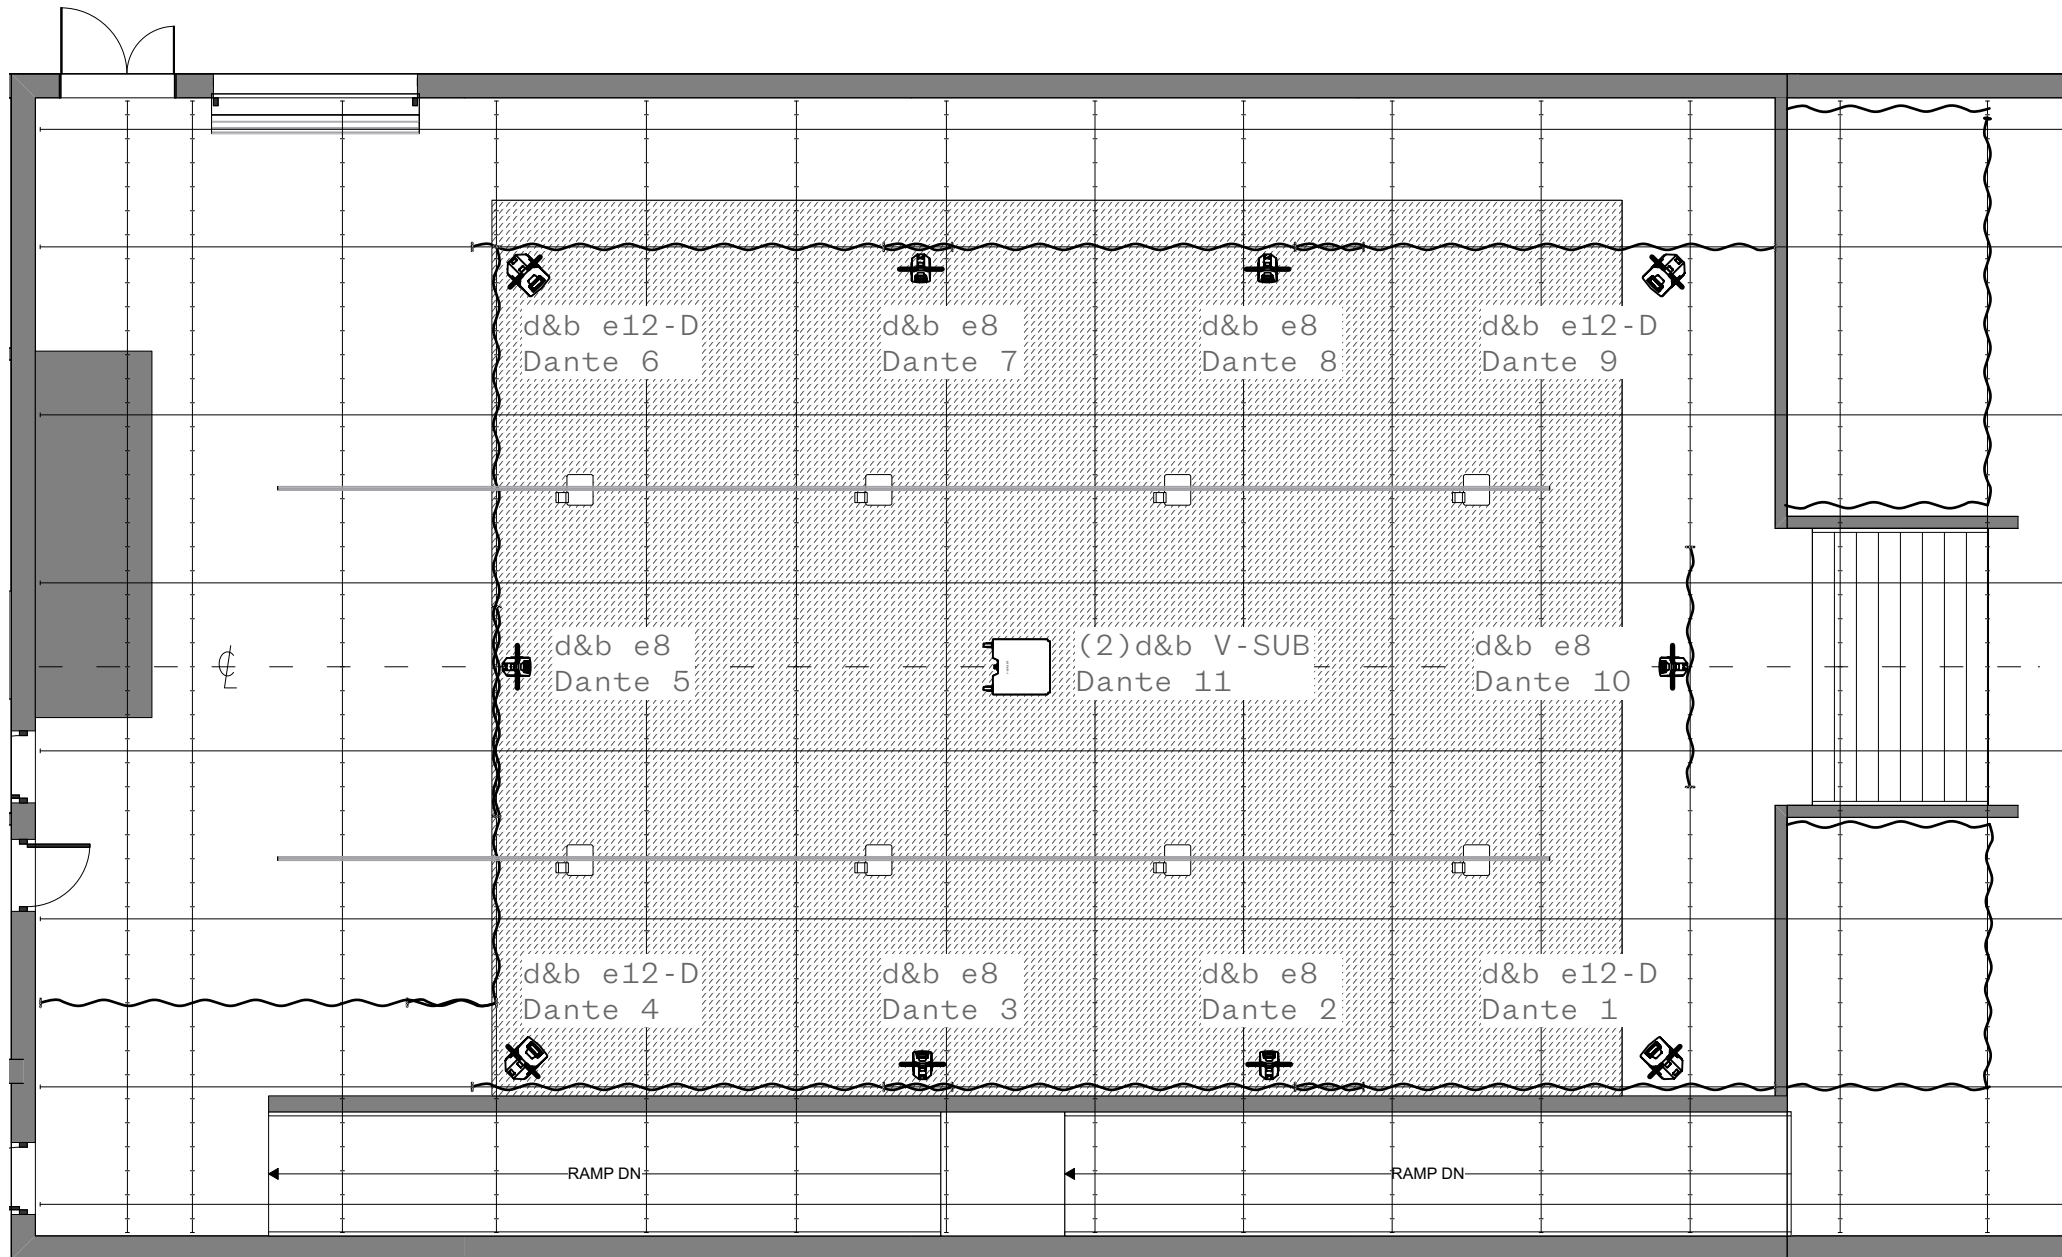 d&b e12-D
Dante 6
d&b e8
Dante 7
d&b e8
Dante 8
d&b e12-D
Dante 9
℄
d&b e8
Dante 5
(2)d&b V-SUB
Dante 11
d&b e8
Dante 10
d&b e12-D
Dante 4
d&b e8
Dante 3
d&b e8
Dante 2
d&b e12-D
Dante 1
RAMP DN
RAMP DN